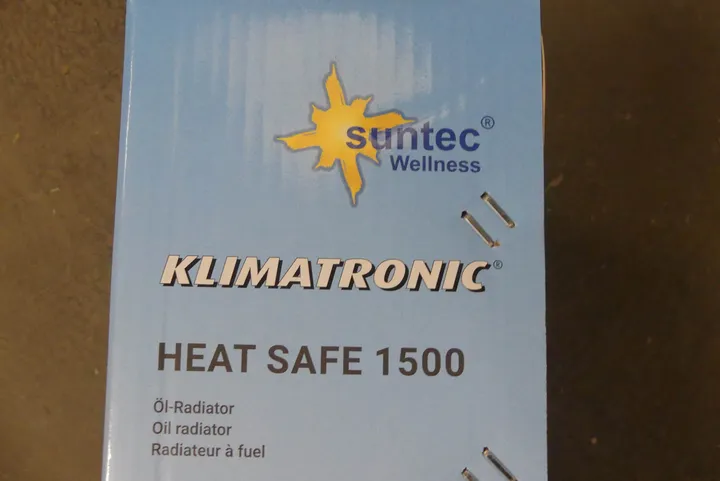 suntec®
Wellness
KLIMATRONIC®
HEAT SAFE 1500
Öl-Radiator
Oil radiator
Radiateur à fuel